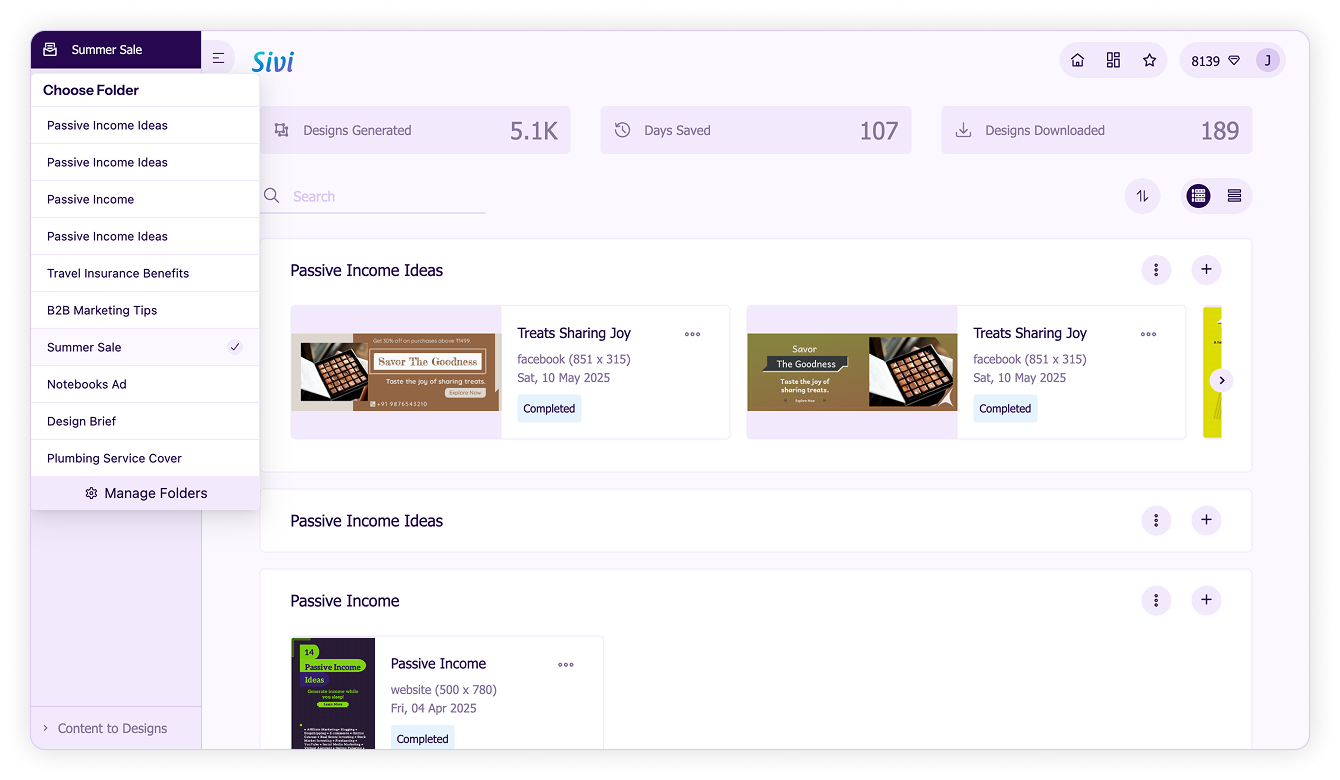 Summer Sale
Sivi
8139
J
Choose Folder
Passive Income Ideas
Passive Income Ideas
Passive Income
Passive Income Ideas
Travel Insurance Benefits
B2B Marketing Tips
Summer Sale
Notebooks Ad
Design Brief
Plumbing Service Cover
Manage Folders
Content to Designs
Designs Generated 5.1K
Days Saved 107
Designs Downloaded 189
Search
Passive Income Ideas
Get 30% off on purchases above ₹1499.
Savor The Goodness
Taste the joy of sharing treats.
Explore Now
+91 9876543210
Treats Sharing Joy
facebook (851 x 315)
Sat, 10 May 2025
Completed
Savor
The Goodness
Taste the joy of
sharing treats.
Explore Now
Treats Sharing Joy
facebook (851 x 315)
Sat, 10 May 2025
Completed
Passive Income Ideas
Passive Income
14
Passive Income
Ideas
Generate income while
you sleep!
Learn More
Passive Income
website (500 x 780)
Fri, 04 Apr 2025
Completed